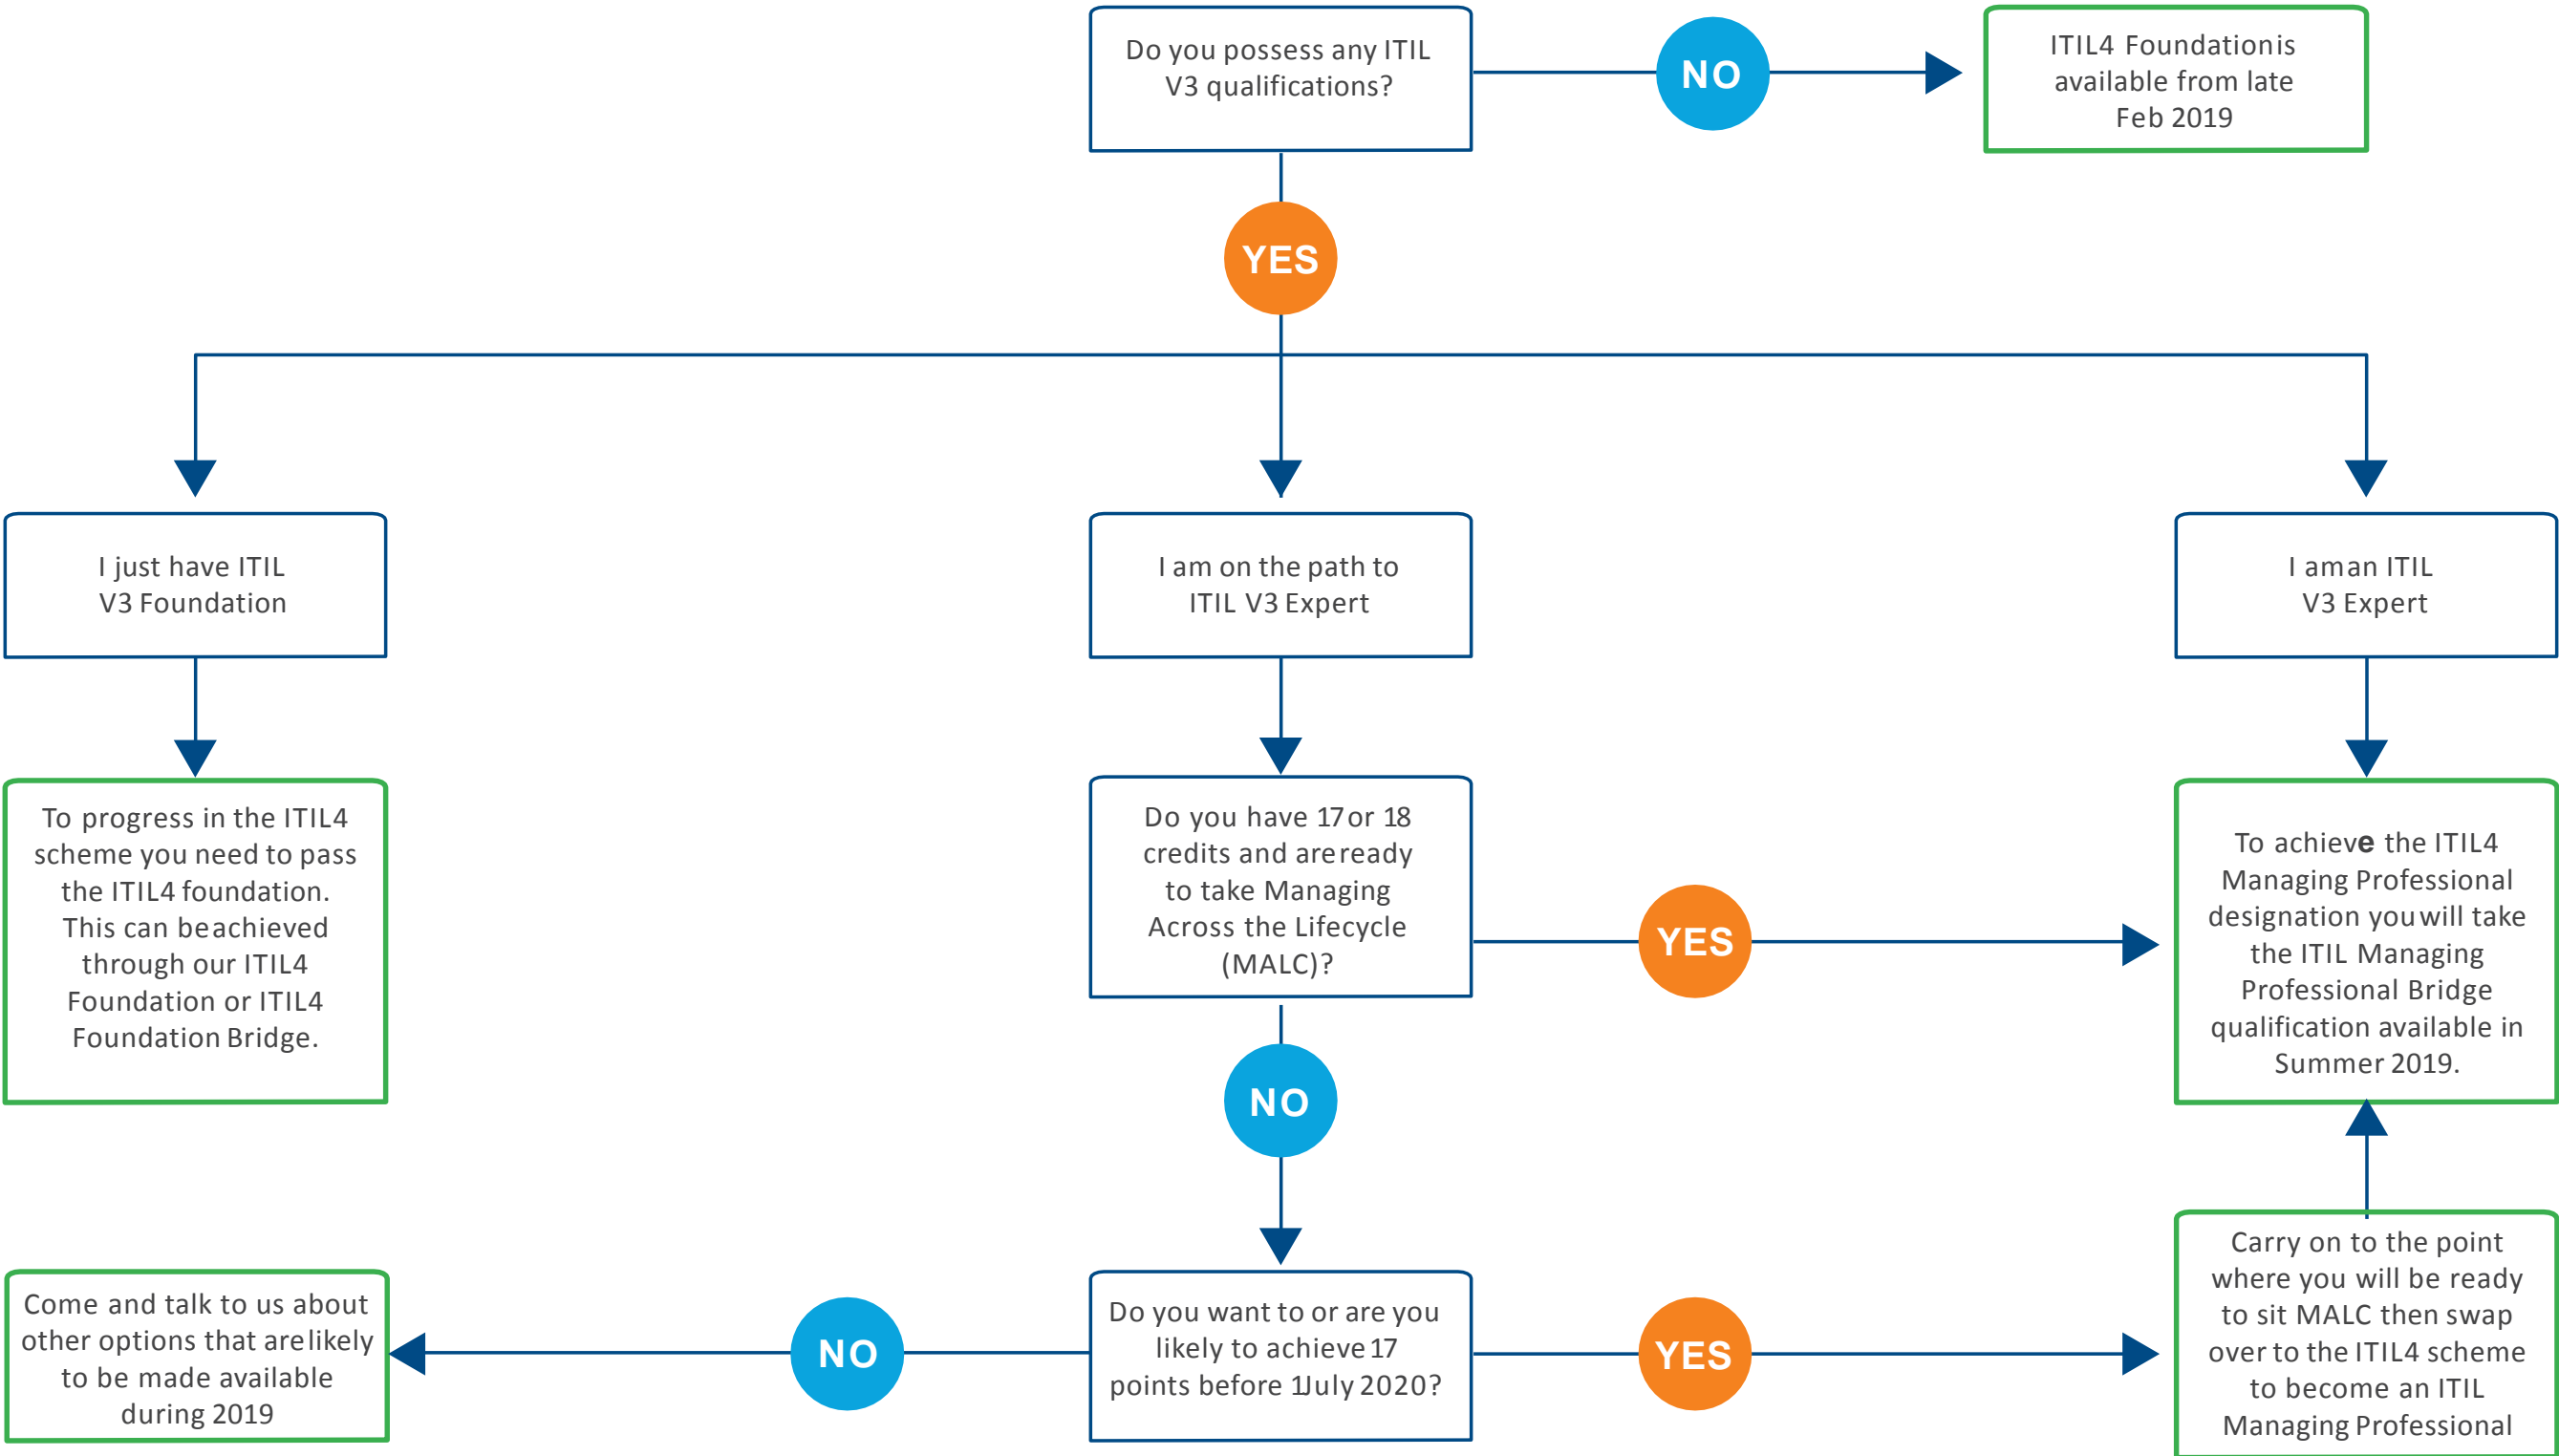 Do you possess any ITIL
V3 qualifications?
NO
ITIL4 Foundation is
available from late
Feb 2019
YES
I just have ITIL
V3 Foundation
I am on the path to
ITIL V3 Expert
I aman ITIL
V3 Expert
To progress in the ITIL4
scheme you need to pass
the ITIL4 foundation.
This can beachieved
through our ITIL4
Foundation or ITIL4
Foundation Bridge.
Do you have 17 or 18
credits and areready
to take Managing
Across the Lifecycle
(MALC)?
YES
To achieve the ITIL4
Managing Professional
designation you will take
the ITIL Managing
Professional Bridge
qualification available in
Summer 2019.
NO
Come and talk to us about
other options that are likely
to be made available
during 2019
NO
Do you want to or are you
likely to achieve 17
points before 1July 2020?
YES
Carry on to the point
where you will be ready
to sit MALC then swap
over to the ITIL4 scheme
to become an ITIL
Managing Professional